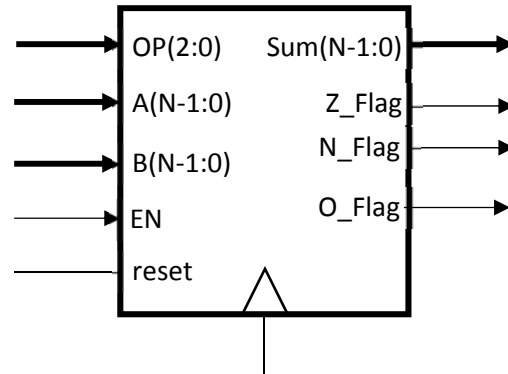 OP(2:0) Sum(N-1:0)
A(N-1:0) Z_Flag
B(N-1:0) N_Flag
EN O_Flag
reset